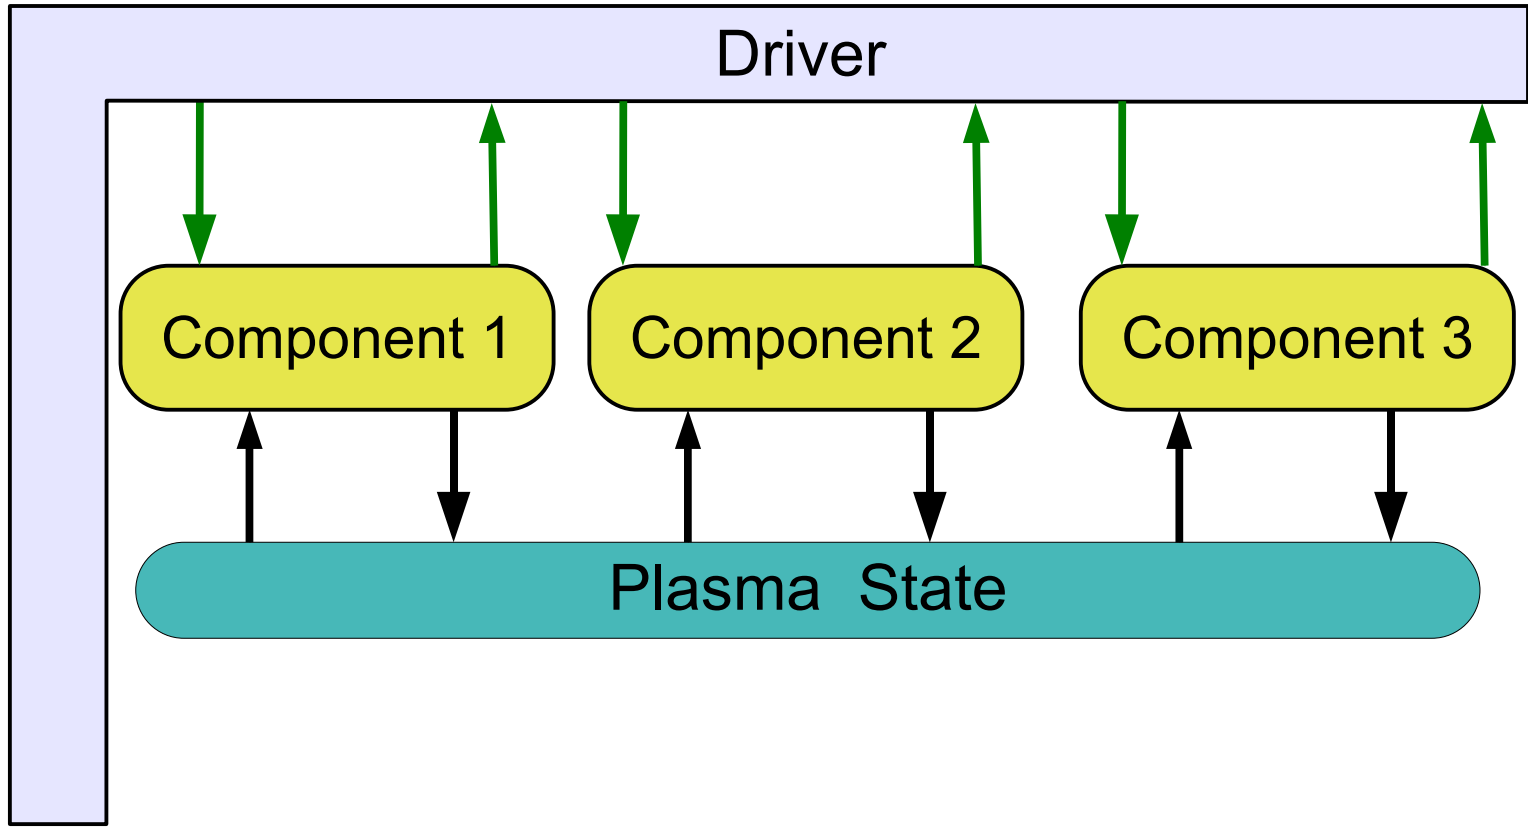 Driver
Component 1
Component 2
Component 3
Plasma State